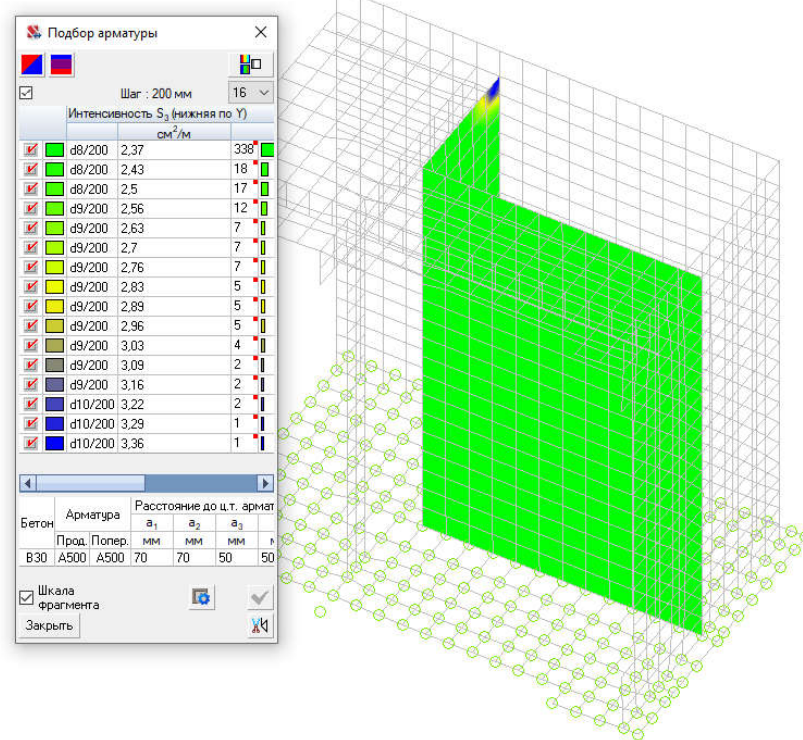 Подбор арматуры
Шаг : 200 мм 16
Интенсивность S3 (нижняя по Y)
см2/м
d8/200 2,37 338
d8/200 2,43 18
d8/200 2,5 17
d9/200 2,56 12
d9/200 2,63 7
d9/200 2,7 7
d9/200 2,76 7
d9/200 2,83 5
d9/200 2,89 5
d9/200 2,96 5
d9/200 3,03 4
d9/200 3,09 2
d9/200 3,16 2
d10/200 3,22 2
d10/200 3,29 1
d10/200 3,36 1
Бетон Арматура Расстояние до ц.т. армат
a1 a2 a3
Прод. Попер. мм мм мм м
B30 A500 A500 70 70 50 50
Шкала
фрагмента
Закрыть